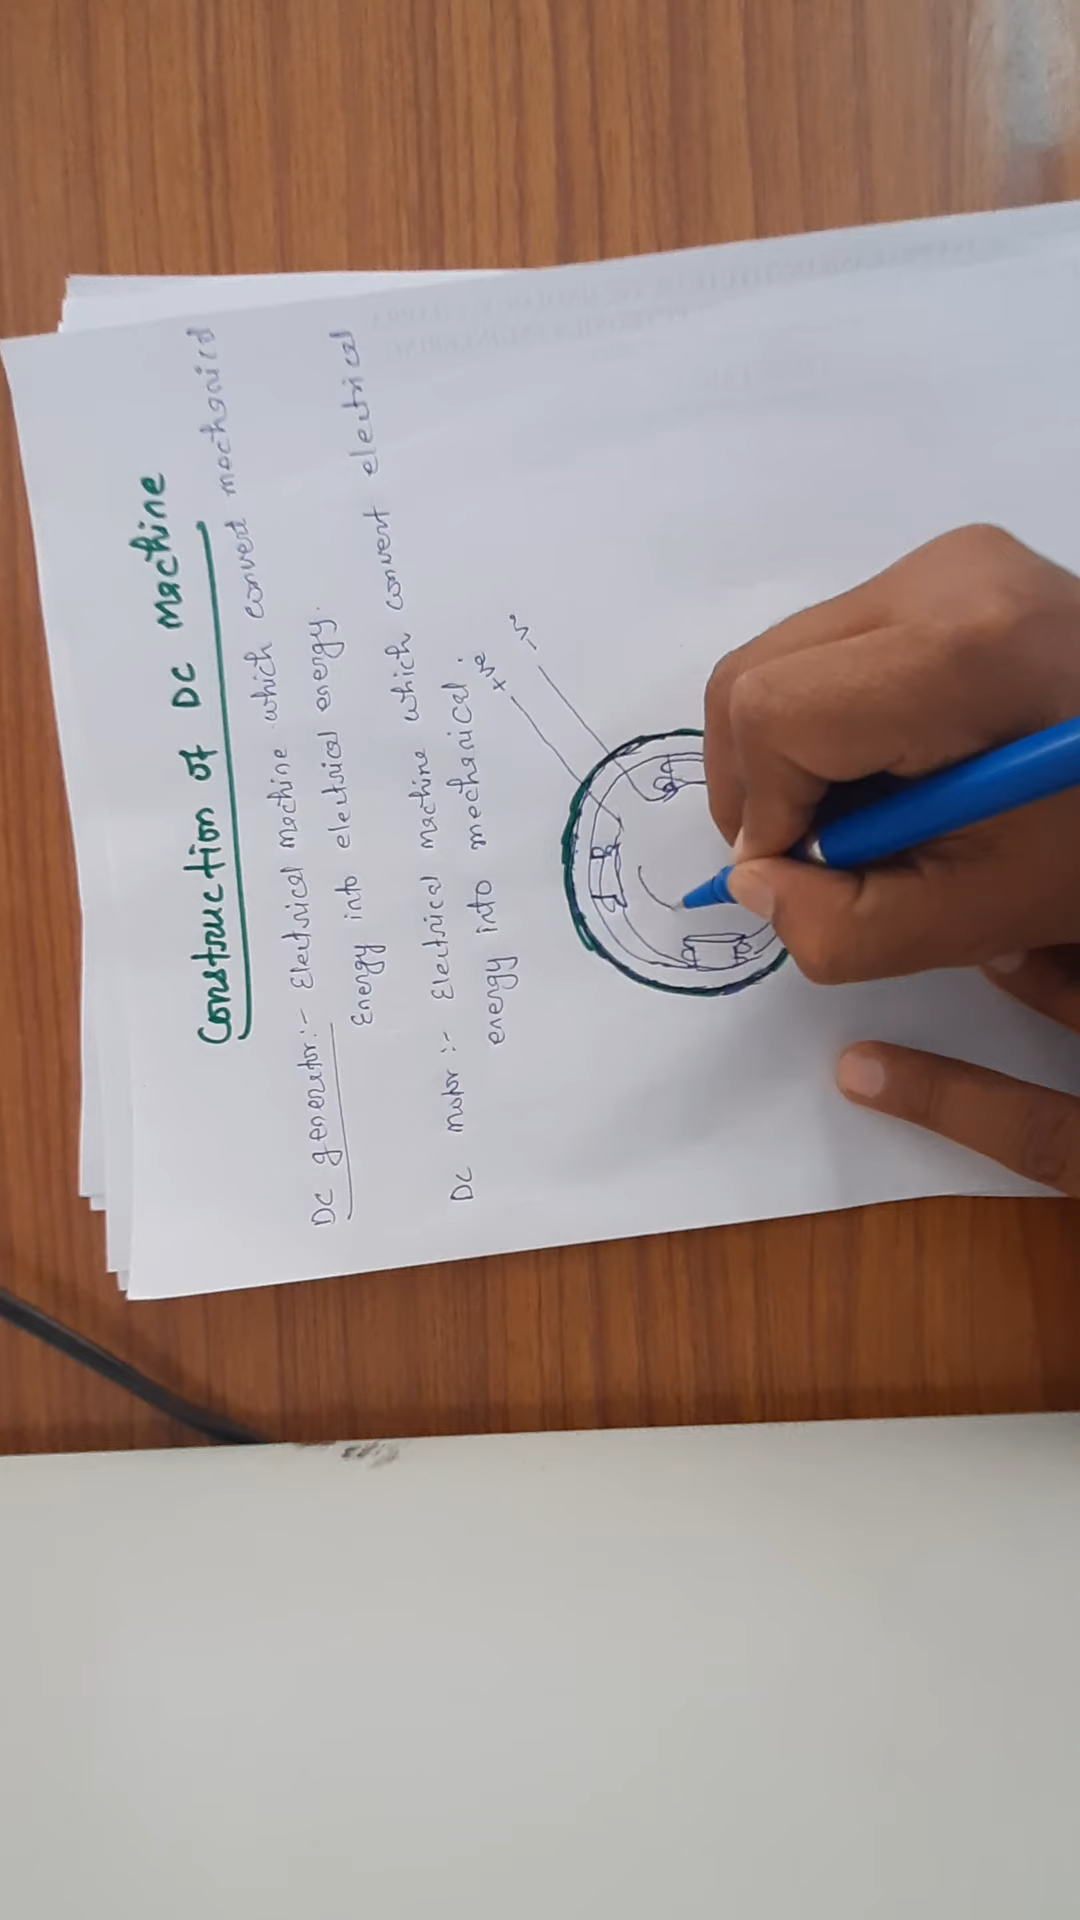 Construction of DC Machine
DC generator:- Electrical Machine which convert mechanical
Energy into electrical energy.
DC motor :- Electrical Machine which convert electrical
energy into mechanical.
+ve
-ve